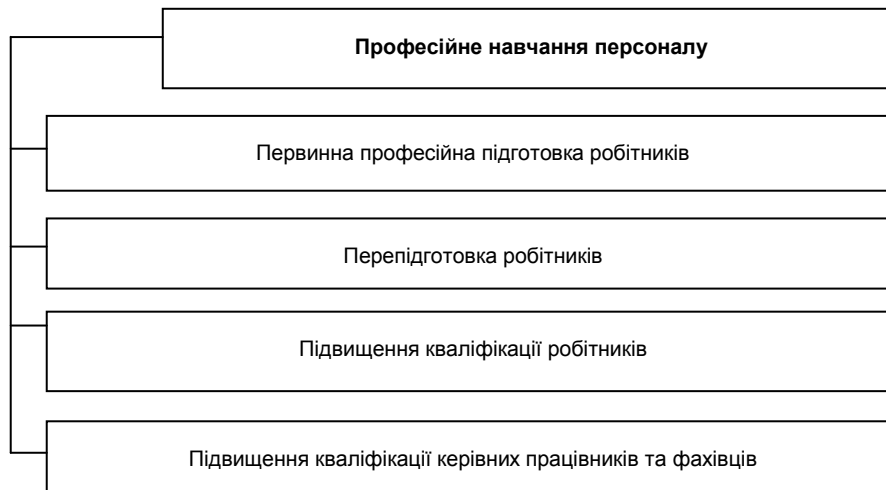 Професійне навчання персоналу
Первинна професійна підготовка робітників
Перепідготовка робітників
Підвищення кваліфікації робітників
Підвищення кваліфікації керівних працівників та фахівців